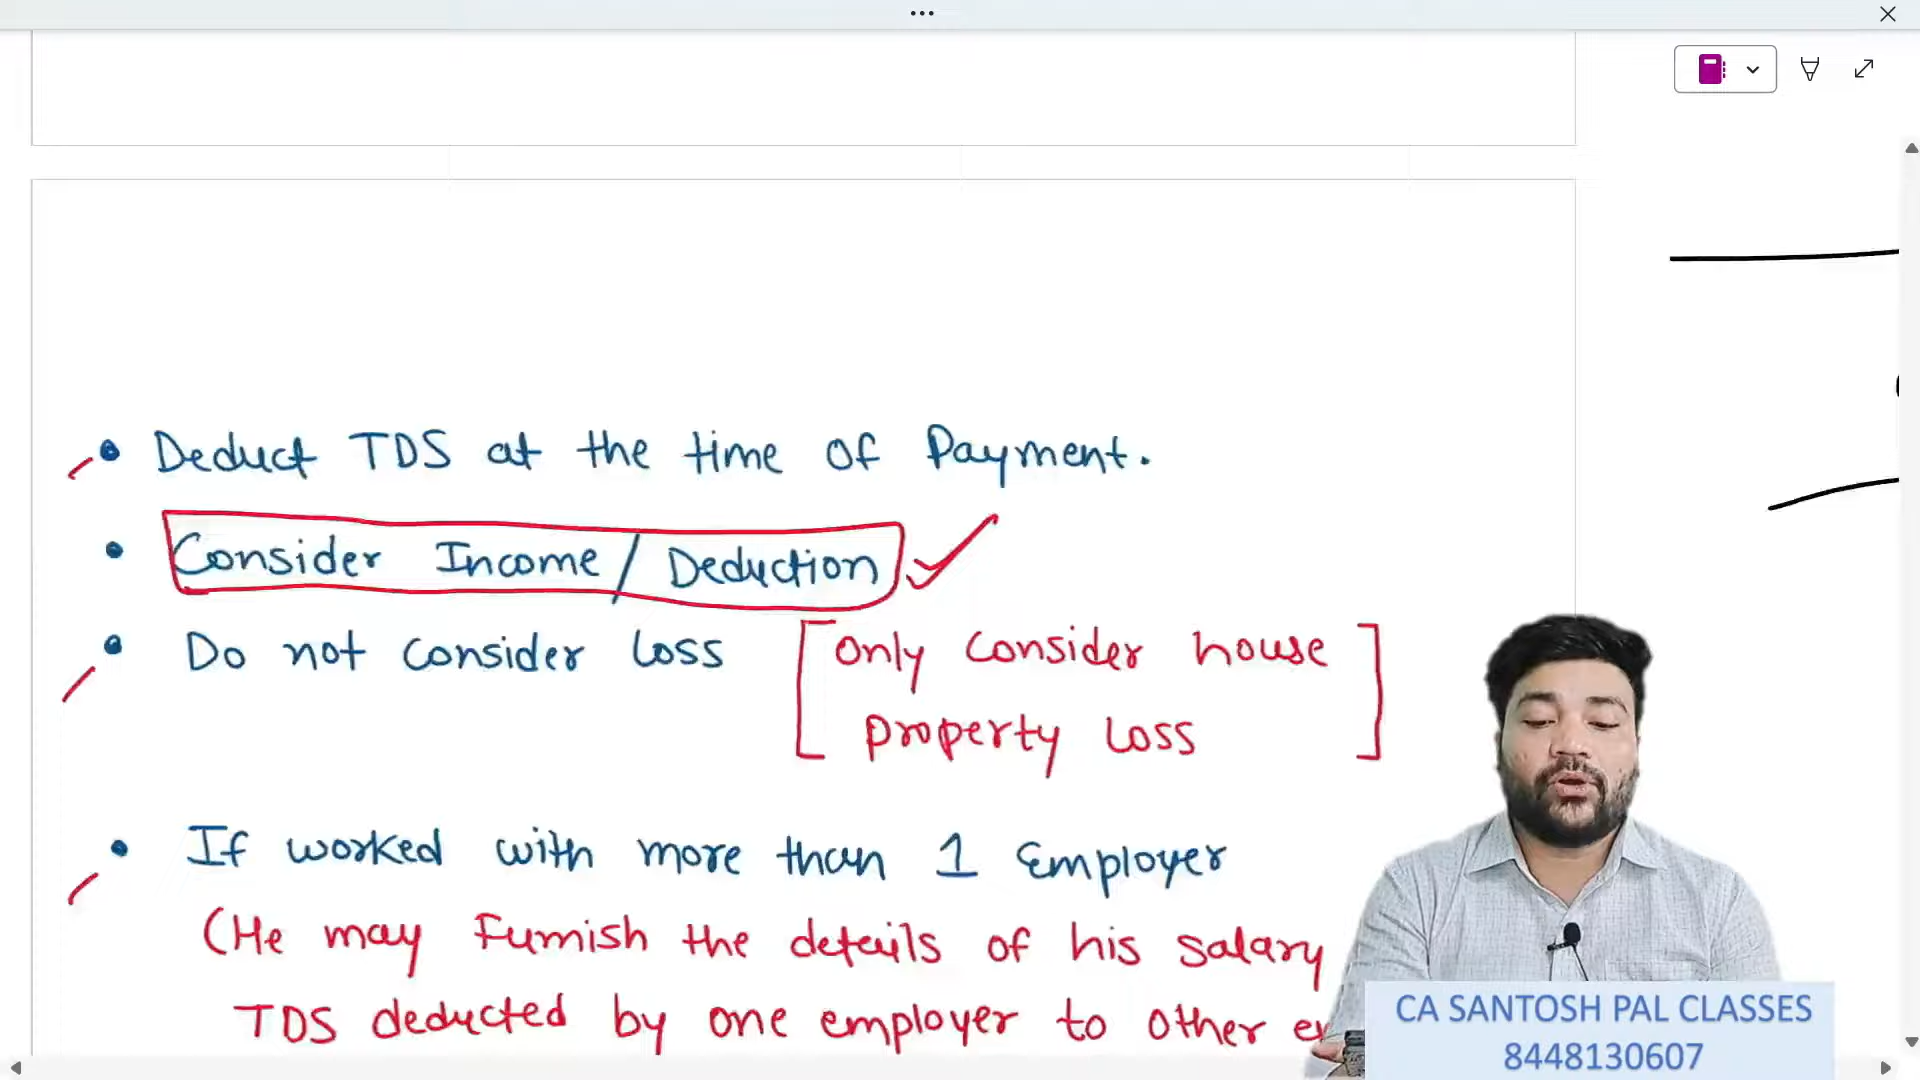 Deduct TDS at the time of Payment.
Consider Income / Deduction
Do not consider loss [only consider house
property loss]
If worked with more than 1 Employer
(He may Furnish the details of his salary
TDS deducted by one employer to other
CA SANTOSH PAL CLASSES
8448130607